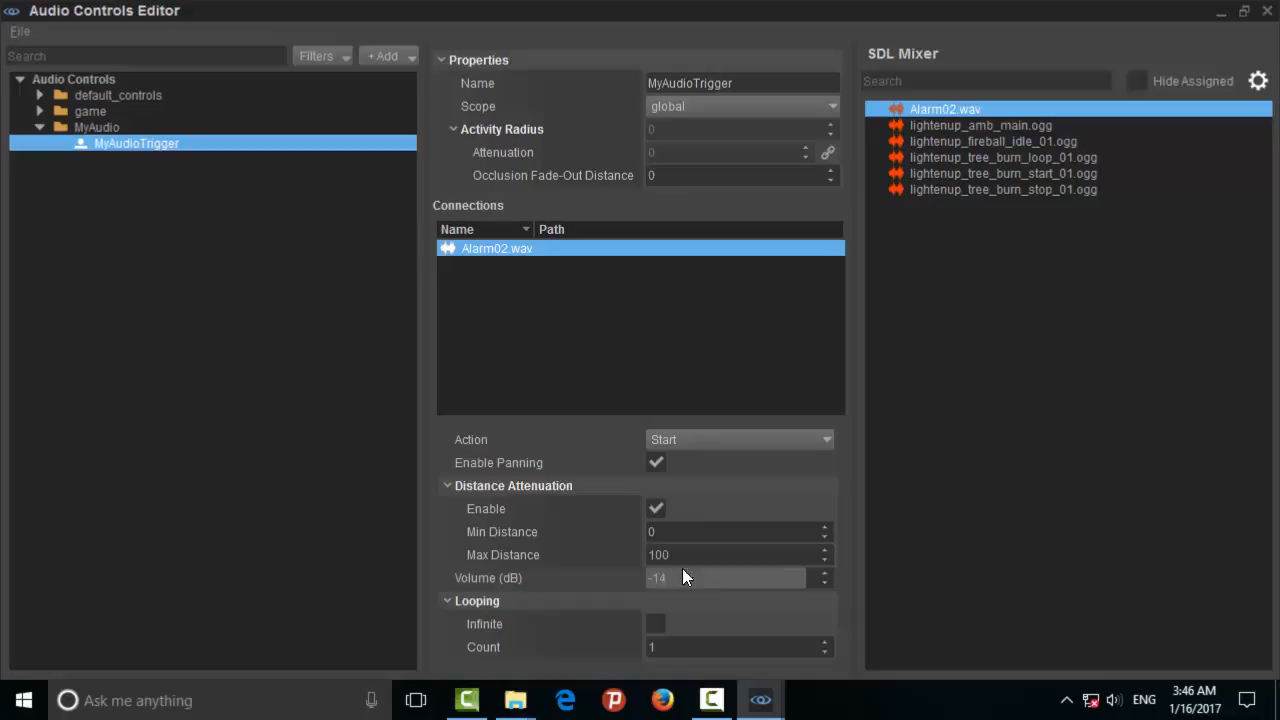 Audio Controls Editor
File
Search
Filters
+Add
Audio Controls
default_controls
game
MyAudio
MyAudioTrigger
Properties
Name
MyAudioTrigger
Scope
global
Activity Radius
0
Attenuation
0
Occlusion Fade-Out Distance
0
Connections
Name
Path
Alarm02.wav
Action
Start
Enable Panning
Distance Attenuation
Enable
Min Distance
0
Max Distance
100
Volume (dB)
-14
Looping
Infinite
Count
1
SDL Mixer
Search
Hide Assigned
Alarm02.wav
lightenup_amb_main.ogg
lightenup_fireball_idle_01.ogg
lightenup_tree_burn_loop_01.ogg
lightenup_tree_burn_start_01.ogg
lightenup_tree_burn_stop_01.ogg
Ask me anything
ENG
3:46 AM
1/16/2017